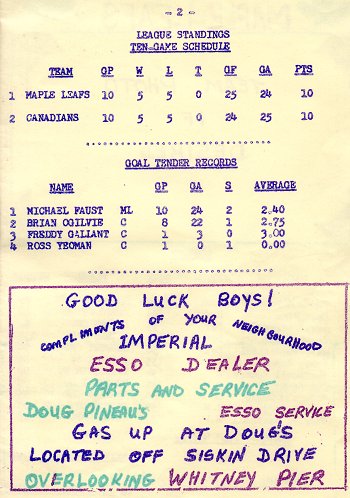 - 2 -
LEAGUE STANDINGS
TEN-GAME SCHEDULE
TEAM GP W L T GF GA PTS
1 MAPLE LEAFS 10 5 5 0 25 24 10
2 CANADIANS 10 5 5 0 24 25 10
GOAL TENDER RECORDS
NAME GP GA S AVERAGE
1 MICHAEL FAUST ML 10 24 2 2.40
2 BRIAN OGILVIE C 8 22 1 2.75
3 FREDDY GALLANT C 1 3 0 3.00
4 ROSS YEOMAN C 1 0 1 0.00
GOOD LUCK BOYS!
COMPLIMENTS OF YOUR NEIGHBOURHOOD
IMPERIAL
ESSO DEALER
PARTS AND SERVICE
DOUG PINEAU'S ESSO SERVICE
GAS UP AT DOUG'S
LOCATED OFF SISKIN DRIVE
OVERLOOKING WHITNEY PIER